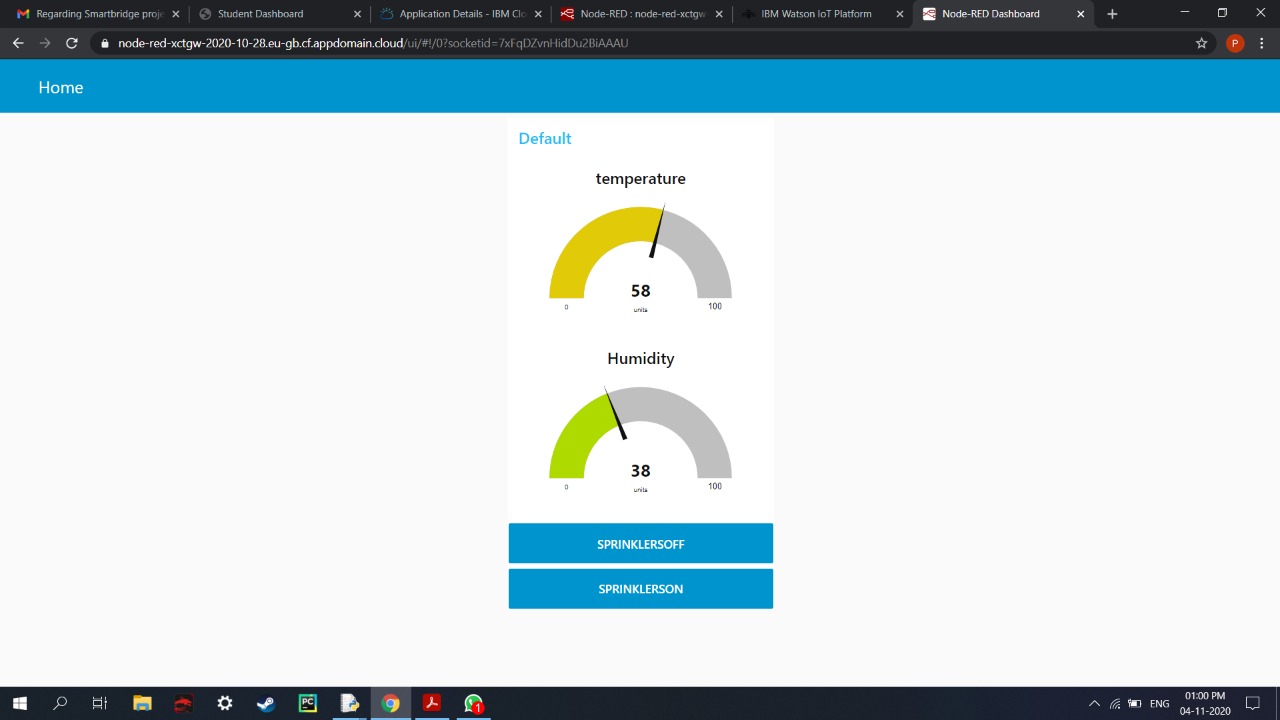 Regarding Smartbridge proje
Student Dashboard
Application Details - IBM Clo
Node-RED : node-red-xctgw-
IBM Watson IoT Platform
Node-RED Dashboard
node-red-xctgw-2020-10-28.eu-gb.cf.appdomain.cloud/ui/#!/0?socketid=7xFqDZvnHidDu2BiAAAU
P
Home
Default
temperature
58
units
0
100
Humidity
38
units
0
100
SPRINKLERSOFF
SPRINKLERSON
PC
1
ENG
01:00 PM
04-11-2020